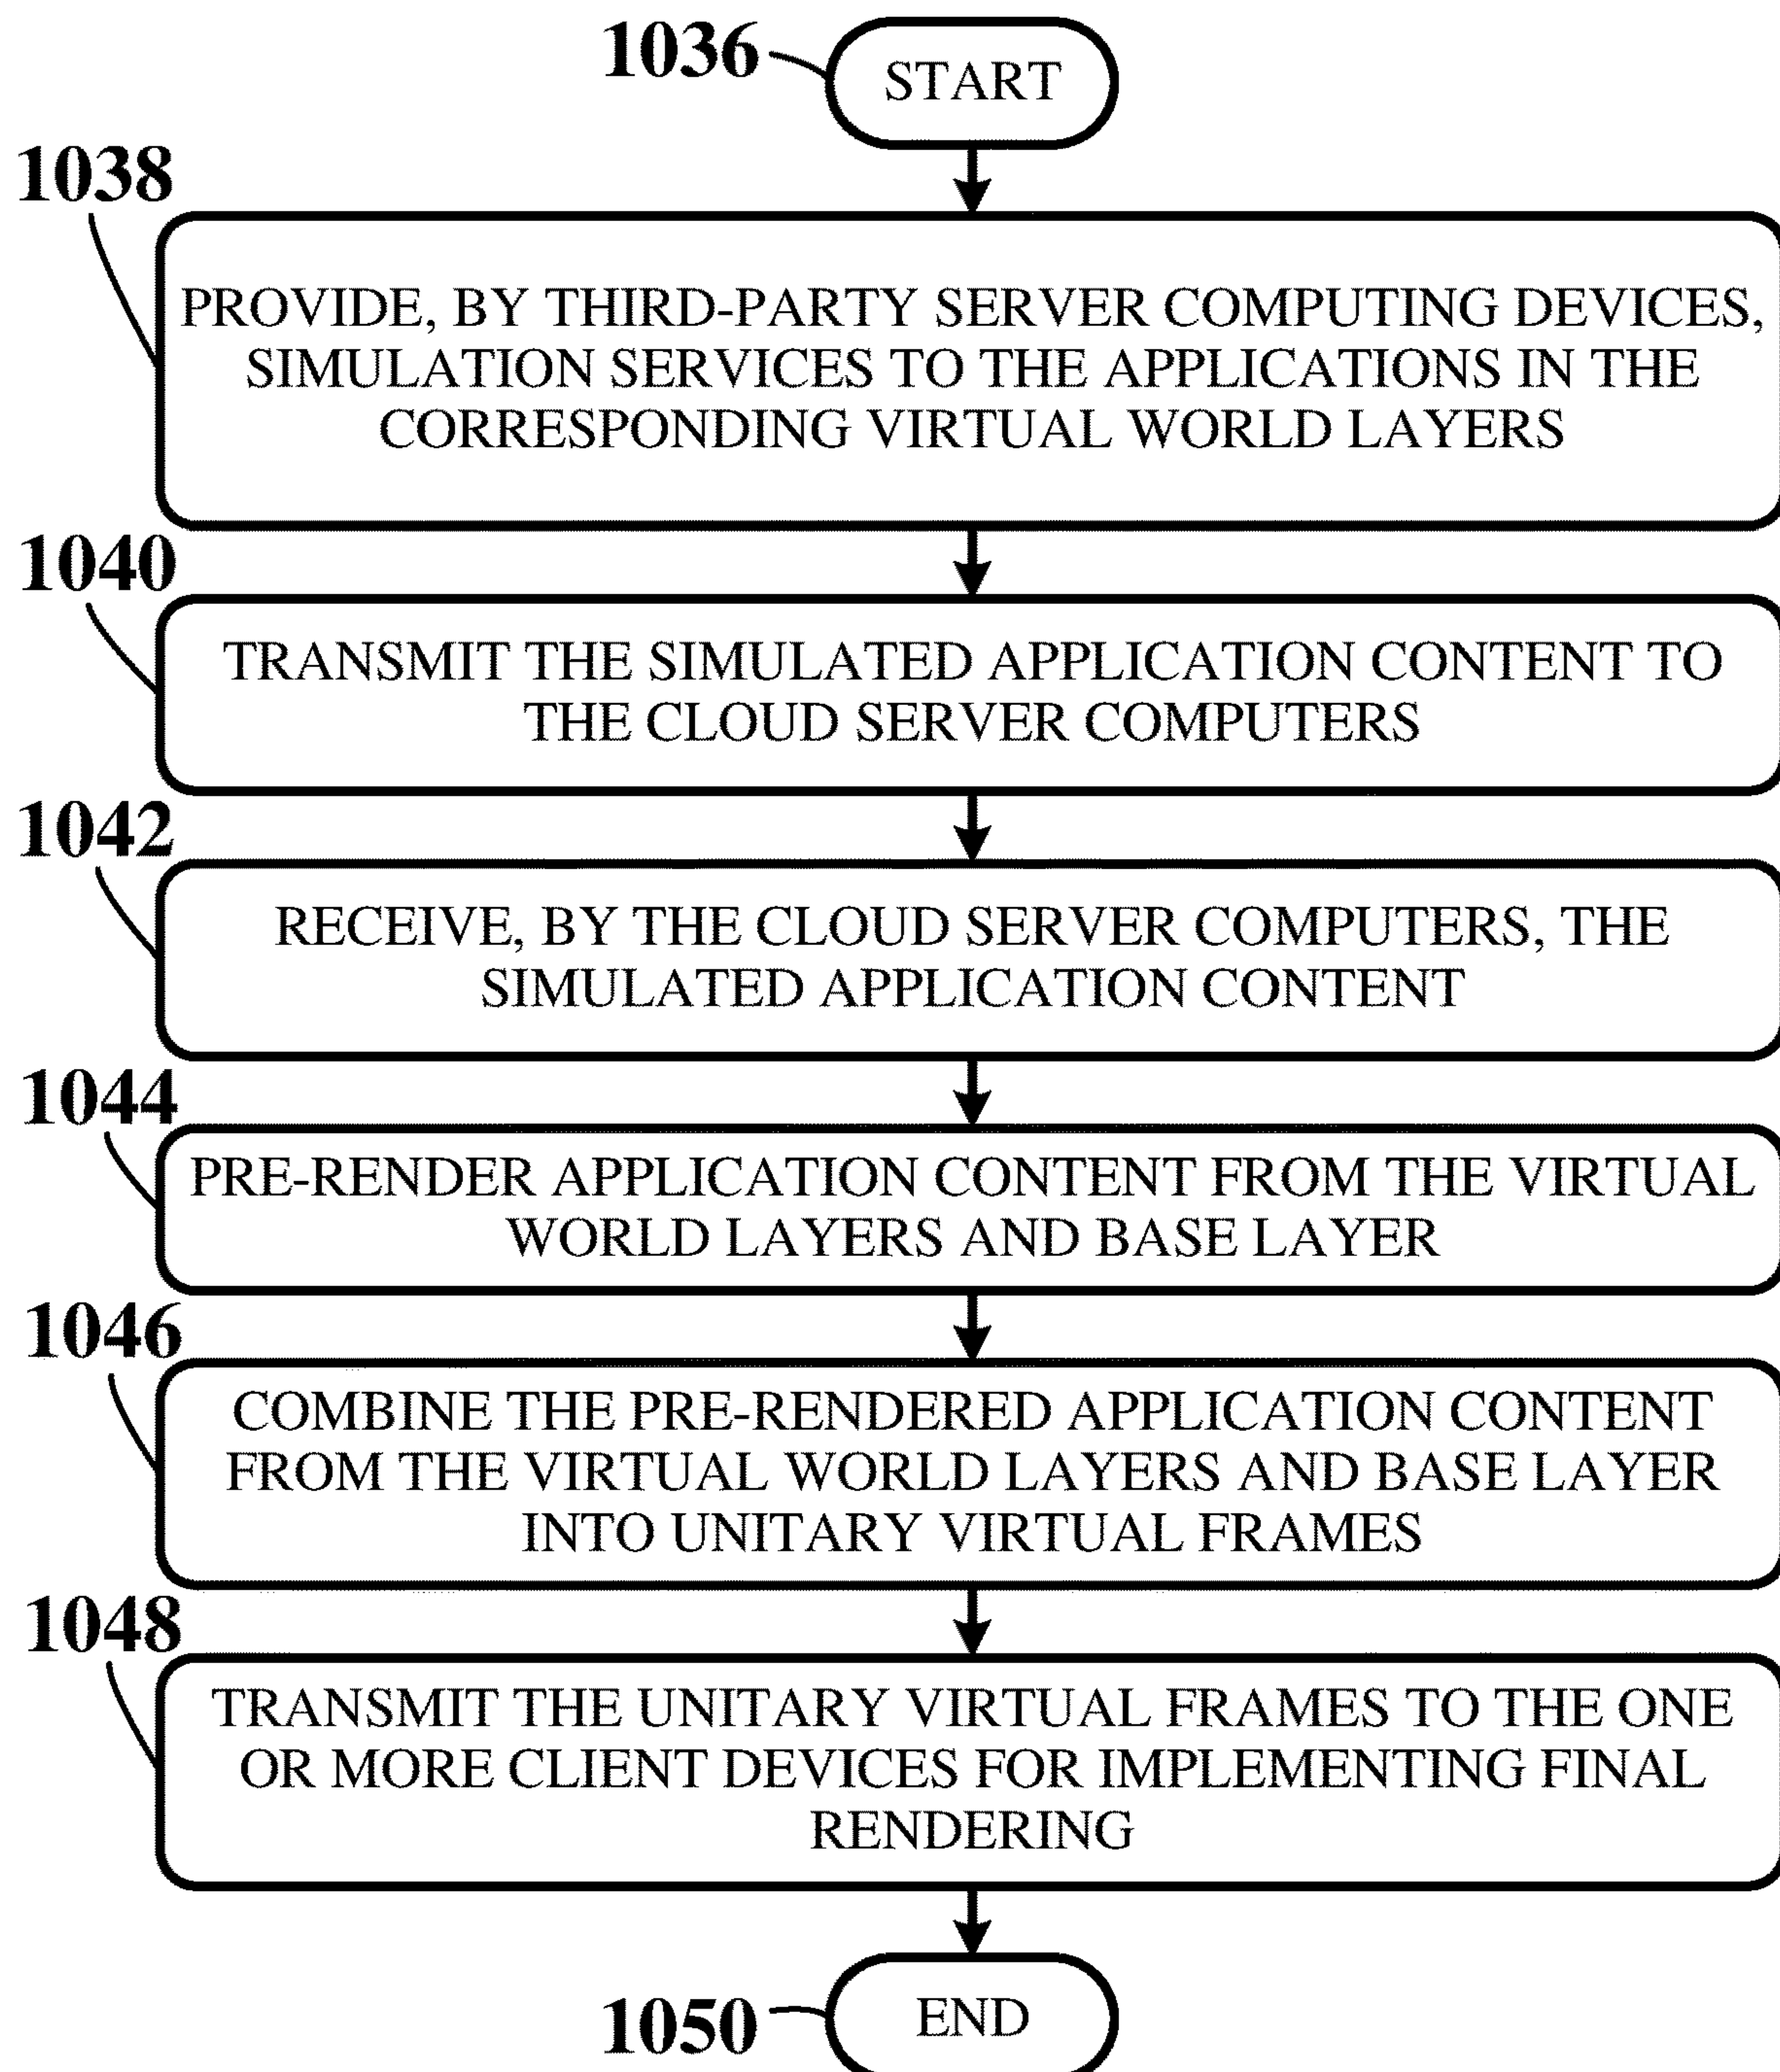 1036
START
1038
PROVIDE, BY THIRD-PARTY SERVER COMPUTING DEVICES,
SIMULATION SERVICES TO THE APPLICATIONS IN THE
CORRESPONDING VIRTUAL WORLD LAYERS
1040
TRANSMIT THE SIMULATED APPLICATION CONTENT TO
THE CLOUD SERVER COMPUTERS
1042
RECEIVE, BY THE CLOUD SERVER COMPUTERS, THE
SIMULATED APPLICATION CONTENT
1044
PRE-RENDER APPLICATION CONTENT FROM THE VIRTUAL
WORLD LAYERS AND BASE LAYER
1046
COMBINE THE PRE-RENDERED APPLICATION CONTENT
FROM THE VIRTUAL WORLD LAYERS AND BASE LAYER
INTO UNITARY VIRTUAL FRAMES
1048
TRANSMIT THE UNITARY VIRTUAL FRAMES TO THE ONE
OR MORE CLIENT DEVICES FOR IMPLEMENTING FINAL
RENDERING
1050
END